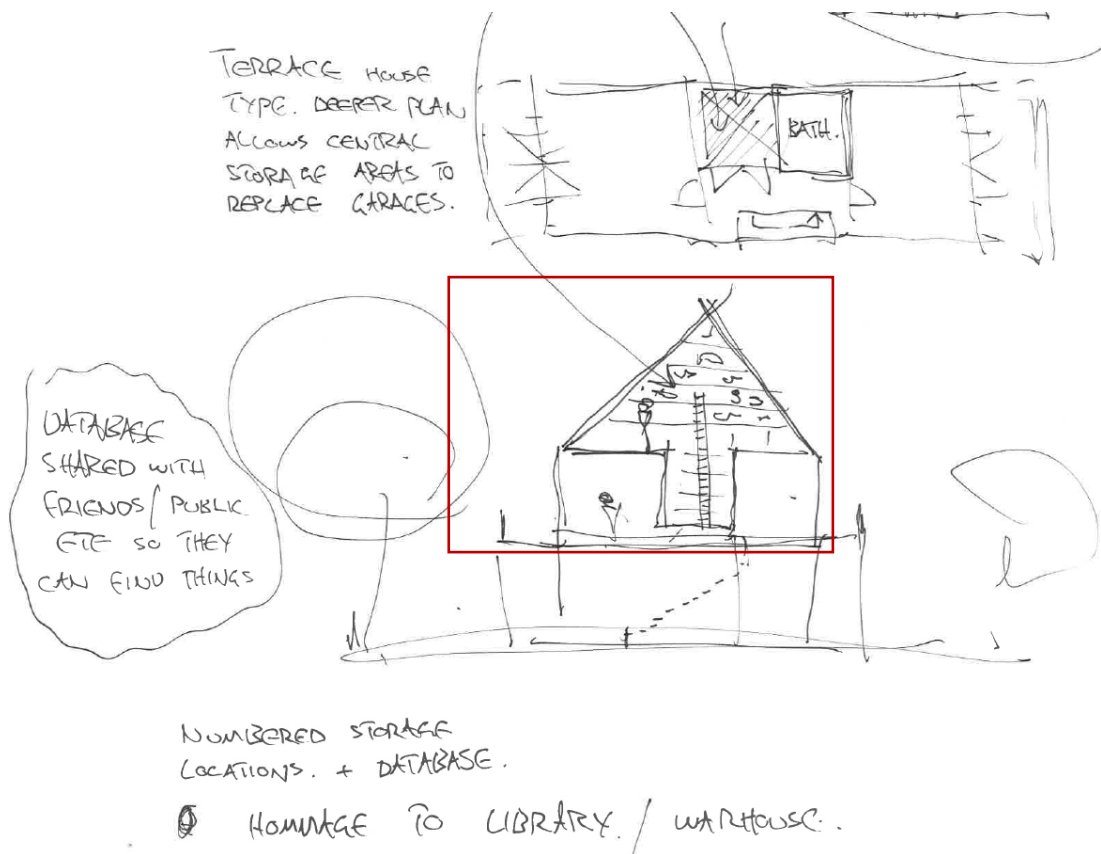 TERRACE HOUSE
TYPE. DEEPER PLAN
ALLOWS CENTRAL
STORAGE AREAS TO
REPLACE GARAGES.
BATH.
DATABASE
SHARED WITH
FRIENDS / PUBLIC
ETC SO THEY
CAN FIND THINGS
NUMBERED STORAGE
LOCATIONS. + DATABASE.
HOMMAGE TO LIBRARY. / WARHOUSE.